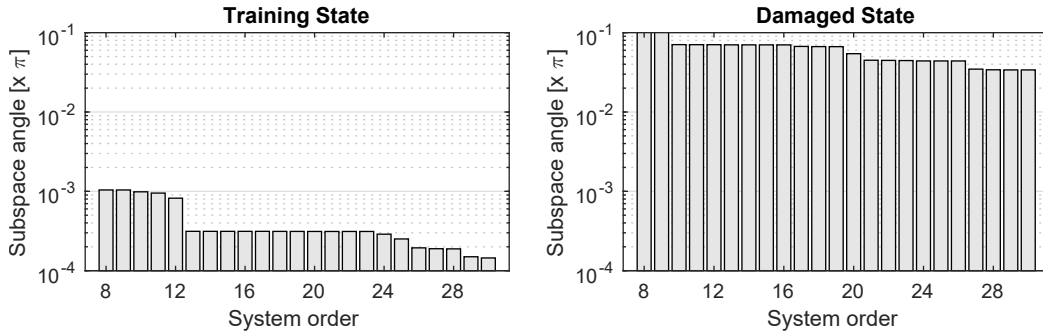 Training State
Subspace angle [x π]
10^-1
10^-2
10^-3
10^-4
8 12 16 20 24 28
System order
Damaged State
Subspace angle [x π]
10^-1
10^-2
10^-3
10^-4
8 12 16 20 24 28
System order